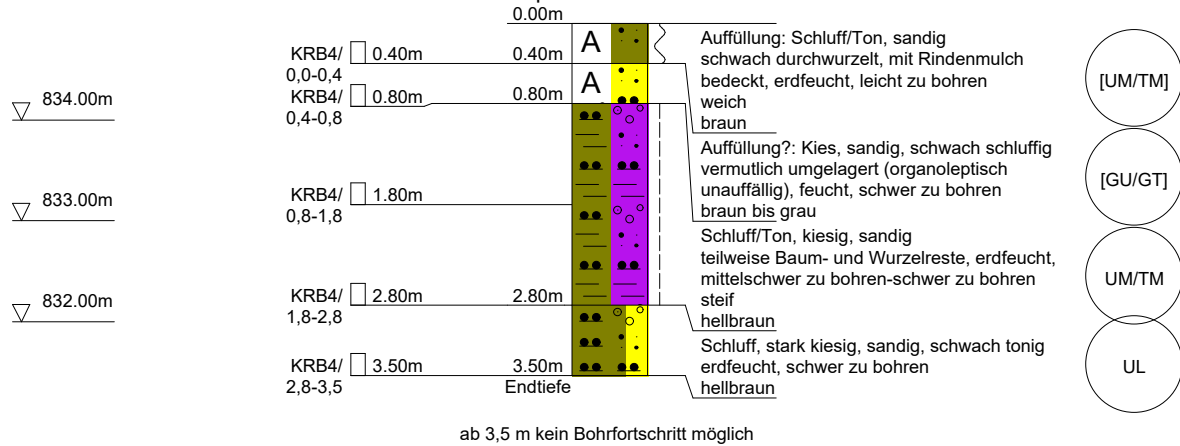 0.00m
KRB4/
0,0-0,4
0.40m
0.40m
A
Auffüllung: Schluff/Ton, sandig
schwach durchwurzelt, mit Rindenmulch
bedeckt, erdfeucht, leicht zu bohren
weich
braun
[UM/TM]
834.00m
KRB4/
0,4-0,8
0.80m
0.80m
A
Auffüllung?: Kies, sandig, schwach schluffig
vermutlich umgelagert (organoleptisch
unauffällig), feucht, schwer zu bohren
braun bis grau
[GU/GT]
833.00m
KRB4/
0,8-1,8
1.80m
Schluff/Ton, kiesig, sandig
teilweise Baum- und Wurzelreste, erdfeucht,
mittelschwer zu bohren-schwer zu bohren
steif
hellbraun
UM/TM
832.00m
KRB4/
1,8-2,8
2.80m
2.80m
Schluff, stark kiesig, sandig, schwach tonig
erdfeucht, schwer zu bohren
hellbraun
UL
KRB4/
2,8-3,5
3.50m
3.50m
Endtiefe
ab 3,5 m kein Bohrfortschritt möglich